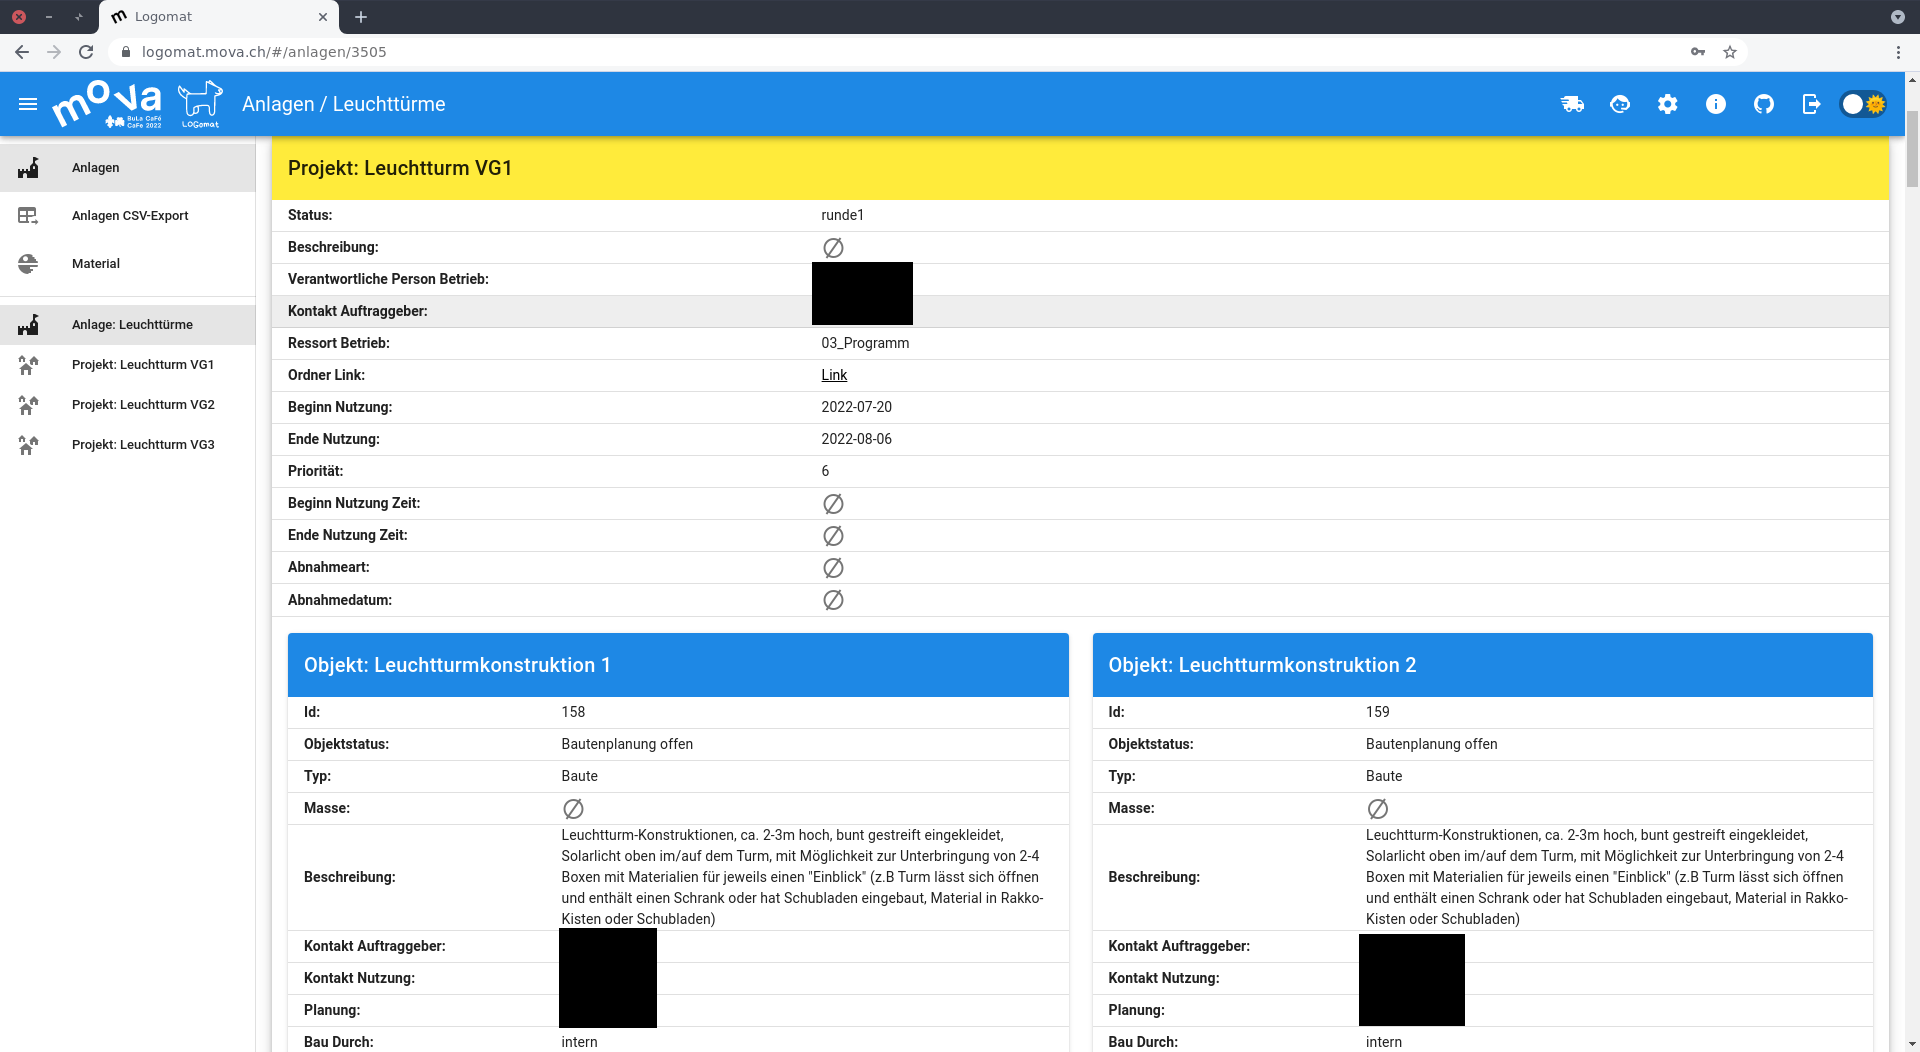 Logomat
logomat.mova.ch/#/anlagen/3505
mova
BuLa CaFé
CaFe 2022
LOGomat
Anlagen / Leuchttürme
Anlagen
Anlagen CSV-Export
Material
Anlage: Leuchttürme
Projekt: Leuchtturm VG1
Projekt: Leuchtturm VG2
Projekt: Leuchtturm VG3
Projekt: Leuchtturm VG1
Status: runde1
Beschreibung:
Verantwortliche Person Betrieb:
Kontakt Auftraggeber:
Ressort Betrieb: 03_Programm
Ordner Link: Link
Beginn Nutzung: 2022-07-20
Ende Nutzung: 2022-08-06
Priorität: 6
Beginn Nutzung Zeit:
Ende Nutzung Zeit:
Abnahmeart:
Abnahmedatum:
Objekt: Leuchtturmkonstruktion 1
Id: 158
Objektstatus: Bautenplanung offen
Typ: Baute
Masse:
Beschreibung:
Leuchtturm-Konstruktionen, ca. 2-3m hoch, bunt gestreift eingekleidet,
Solarlicht oben im/auf dem Turm, mit Möglichkeit zur Unterbringung von 2-4
Boxen mit Materialien für jeweils einen "Einblick" (z.B Turm lässt sich öffnen
und enthält einen Schrank oder hat Schubladen eingebaut, Material in Rakko-
Kisten oder Schubladen)
Kontakt Auftraggeber:
Kontakt Nutzung:
Planung:
Bau Durch: intern
Objekt: Leuchtturmkonstruktion 2
Id: 159
Objektstatus: Bautenplanung offen
Typ: Baute
Masse:
Beschreibung:
Leuchtturm-Konstruktionen, ca. 2-3m hoch, bunt gestreift eingekleidet,
Solarlicht oben im/auf dem Turm, mit Möglichkeit zur Unterbringung von 2-4
Boxen mit Materialien für jeweils einen "Einblick" (z.B Turm lässt sich öffnen
und enthält einen Schrank oder hat Schubladen eingebaut, Material in Rakko-
Kisten oder Schubladen)
Kontakt Auftraggeber:
Kontakt Nutzung:
Planung:
Bau Durch: intern